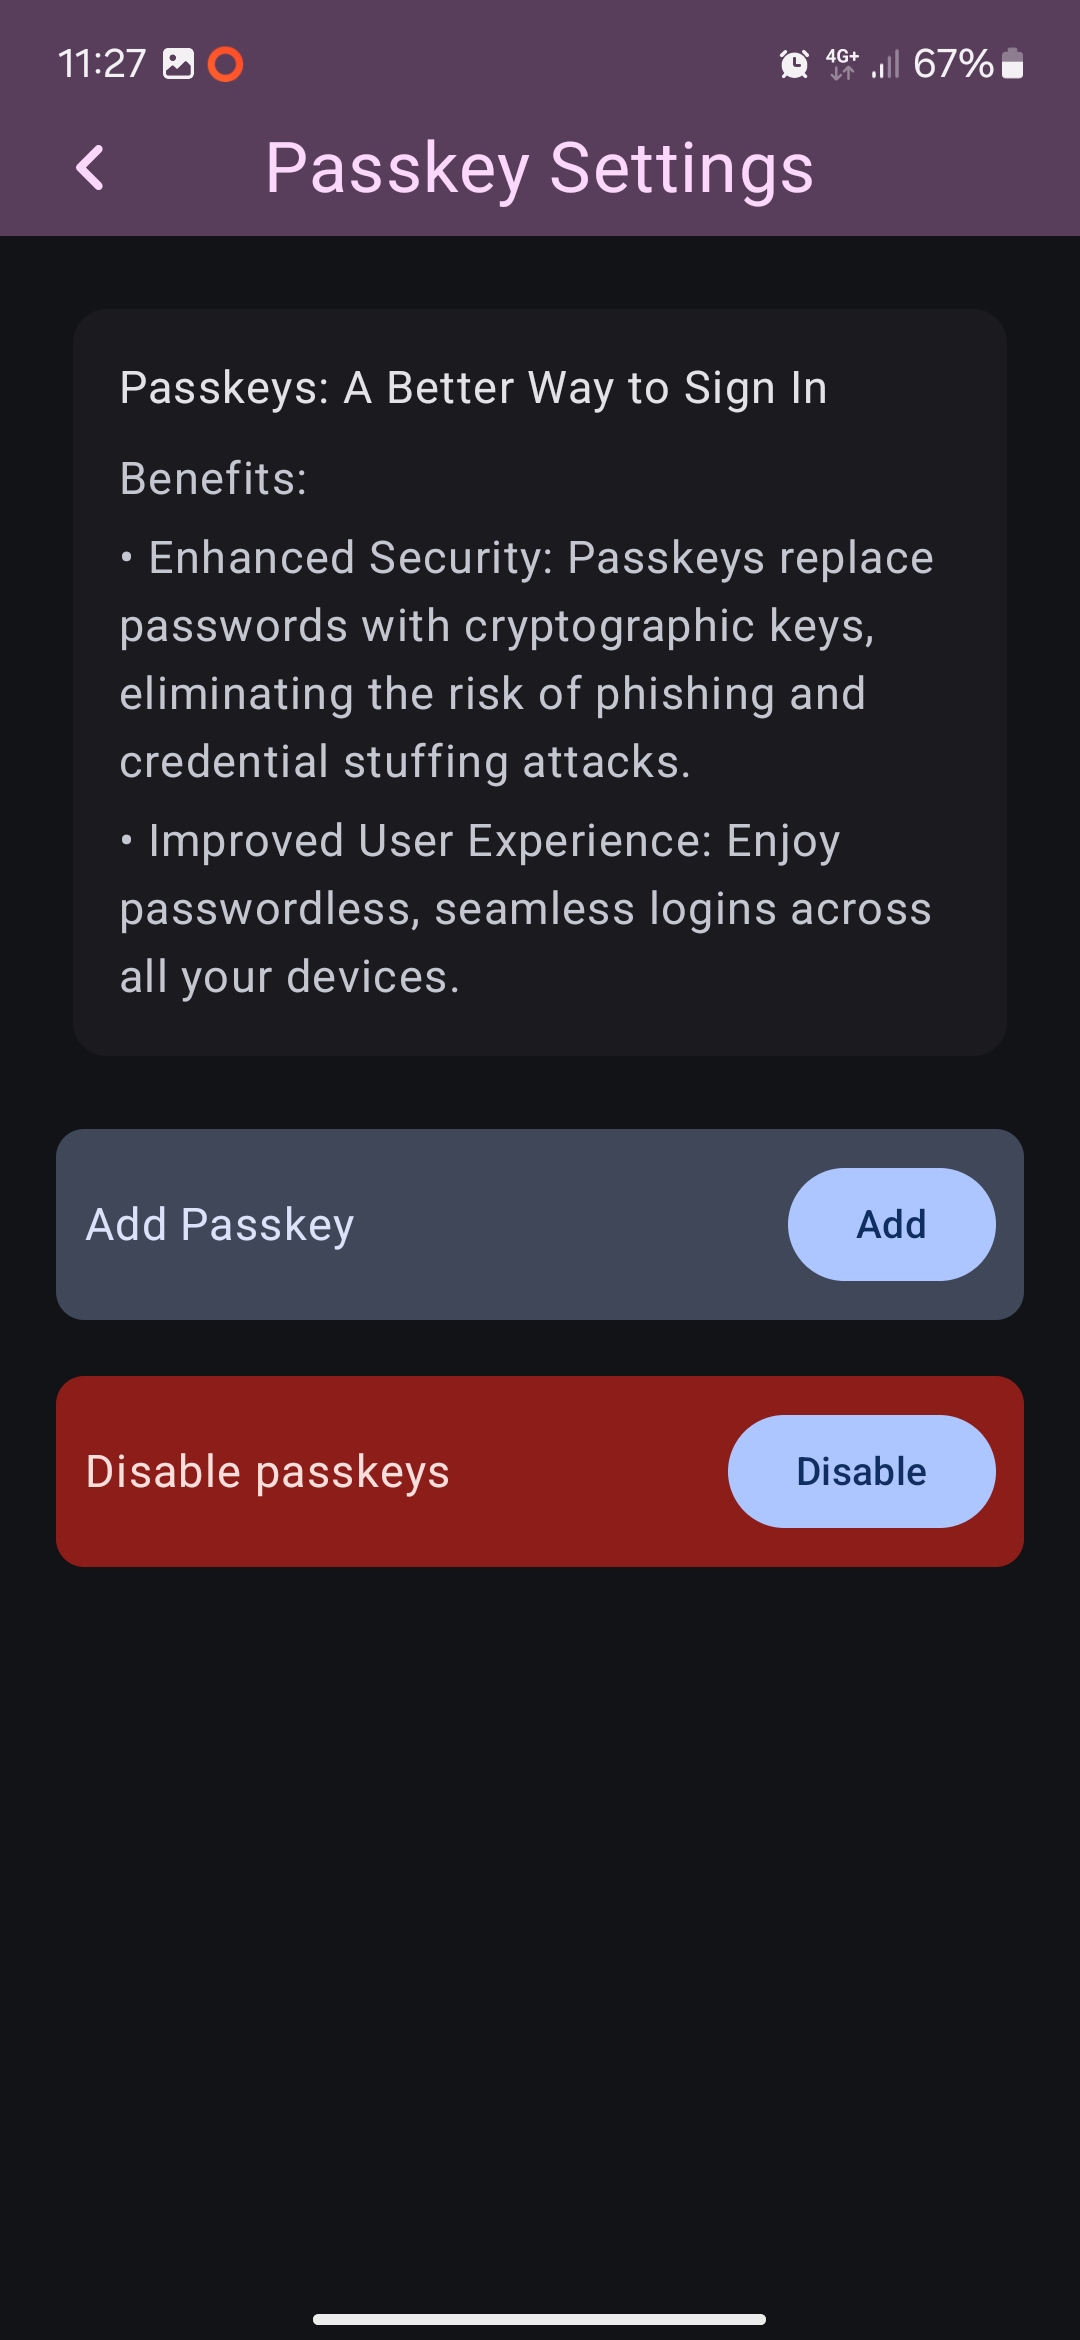 11:27
4G+
67%
Passkey Settings
Passkeys: A Better Way to Sign In
Benefits:
• Enhanced Security: Passkeys replace
passwords with cryptographic keys,
eliminating the risk of phishing and
credential stuffing attacks.
• Improved User Experience: Enjoy
passwordless, seamless logins across
all your devices.
Add Passkey
Add
Disable passkeys
Disable